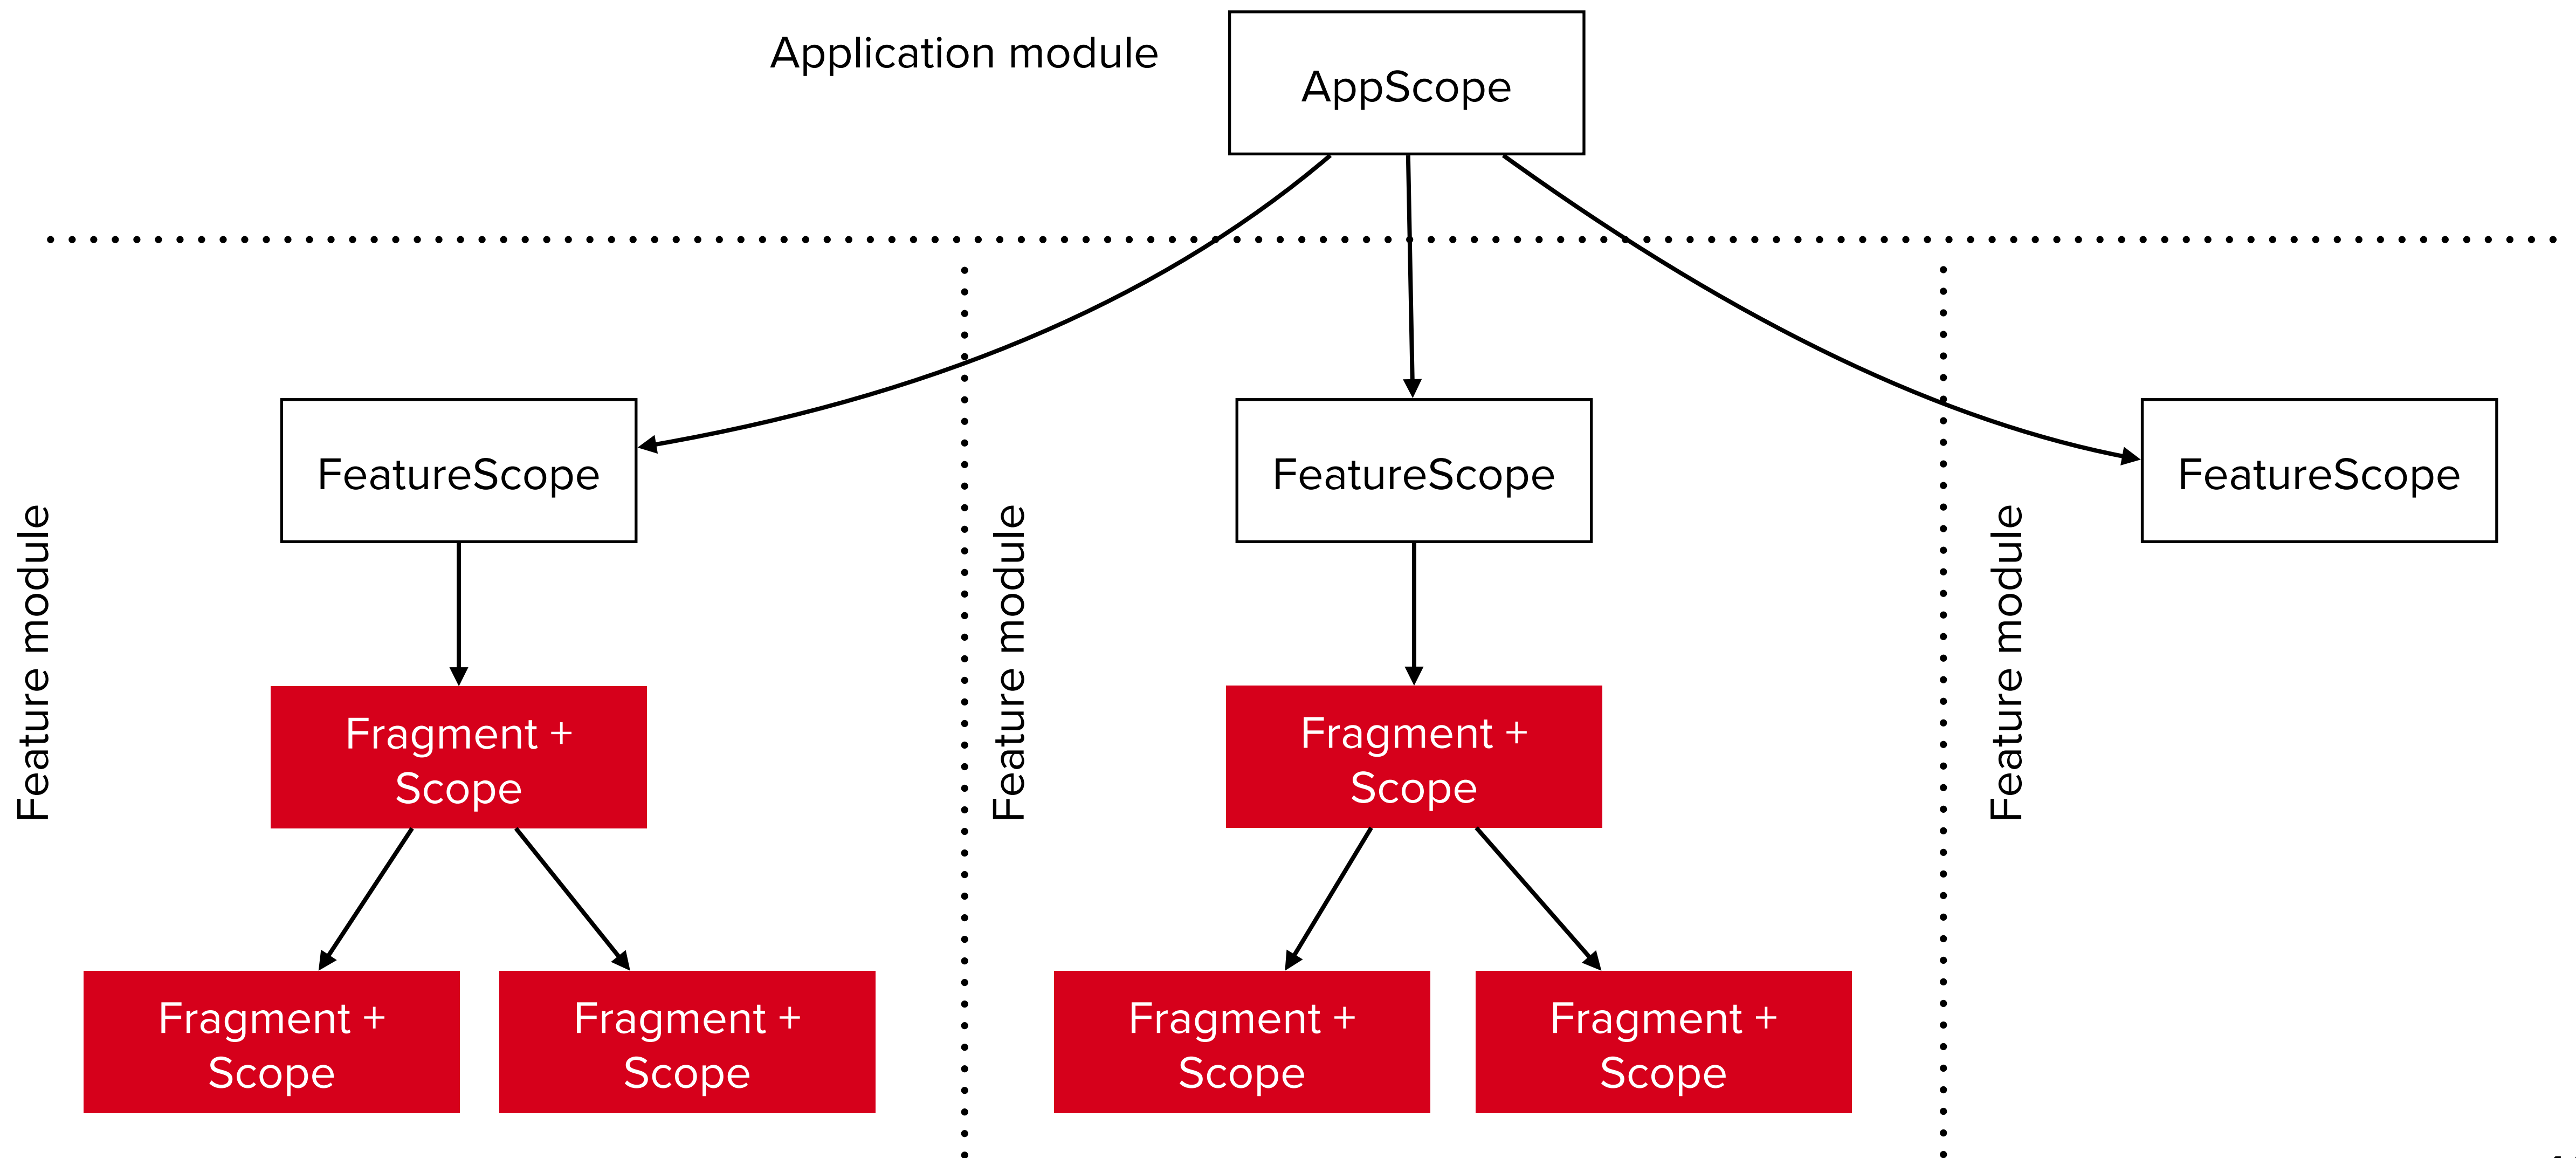 Application module
AppScope
FeatureScope
FeatureScope
FeatureScope
Feature module
Feature module
Feature module
Fragment +
Scope
Fragment +
Scope
Fragment +
Scope
Fragment +
Scope
Fragment +
Scope
Fragment +
Scope